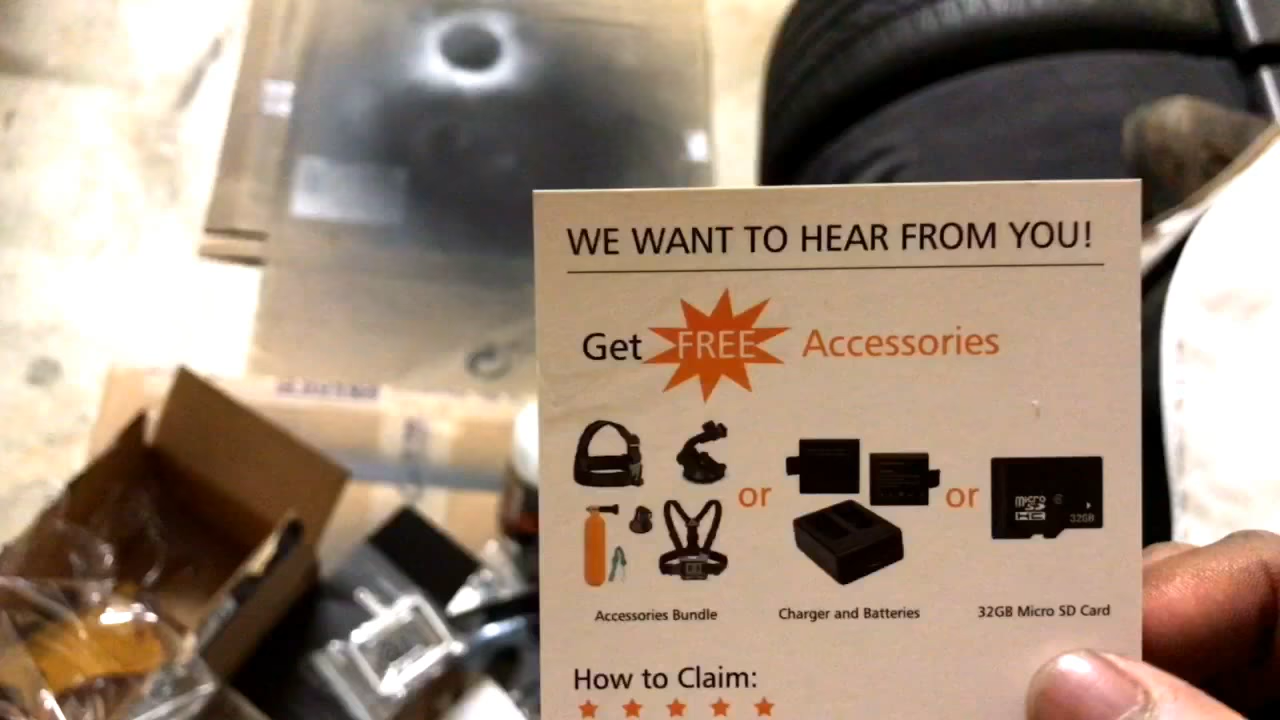 WE WANT TO HEAR FROM YOU!
Get FREE Accessories
or
or
micro
SD
HC
32GB
Accessories Bundle
Charger and Batteries
32GB Micro SD Card
How to Claim: